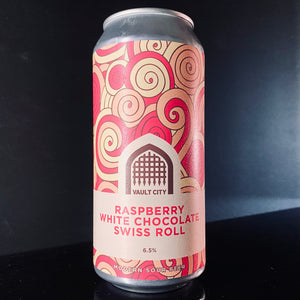 VAULT CITY
RASPBERRY
WHITE CHOCOLATE
SWISS ROLL
6.5%
MODERN SOUR BEER